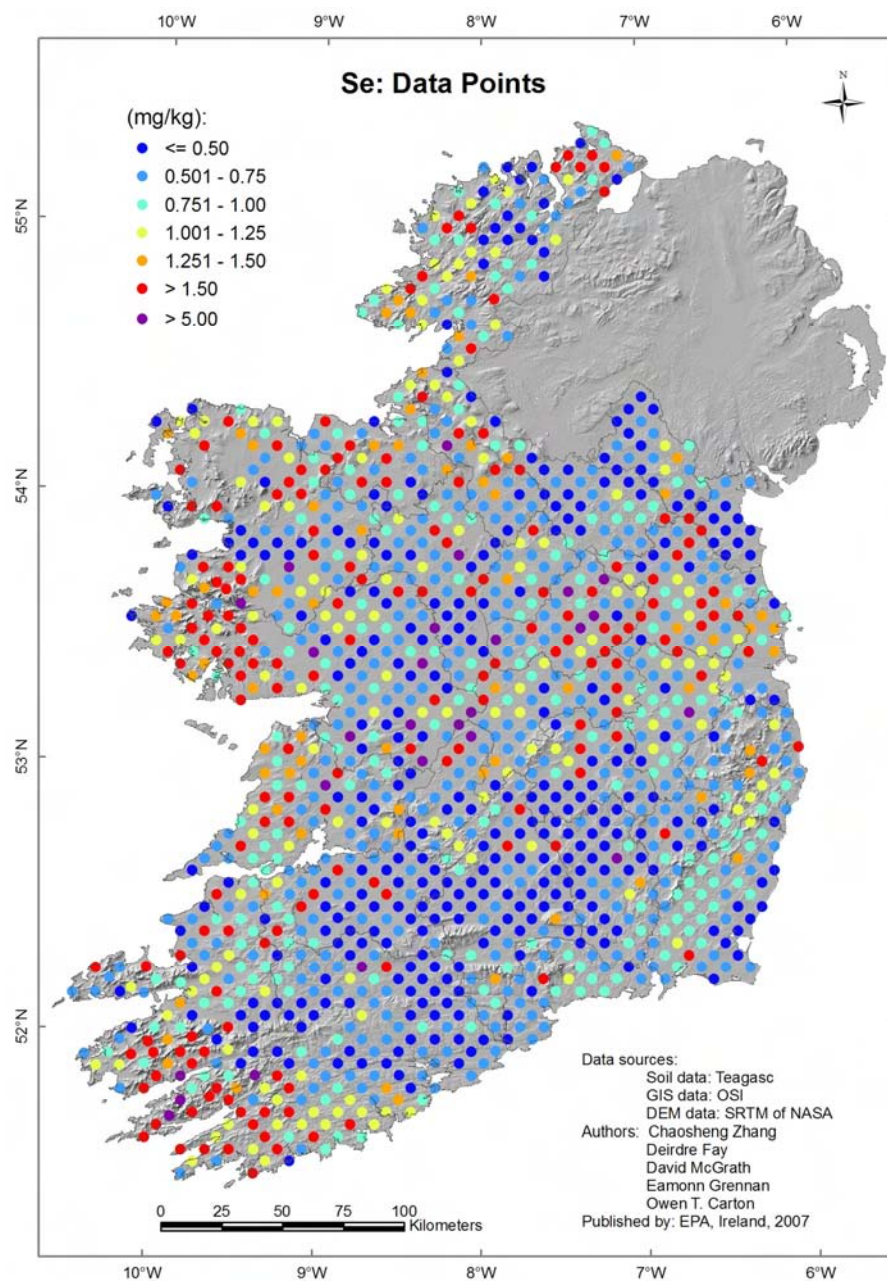 10°W 9°W 8°W 7°W 6°W
Se: Data Points
N
(mg/kg):
<= 0.50
0.501 - 0.75
0.751 - 1.00
1.001 - 1.25
1.251 - 1.50
> 1.50
> 5.00
55°N
54°N
53°N
52°N
Data sources:
Soil data: Teagasc
GIS data: OSI
DEM data: SRTM of NASA
Authors: Chaosheng Zhang
Deirdre Fay
David McGrath
Eamonn Grennan
Owen T. Carton
Published by: EPA, Ireland, 2007
0 25 50 75 100
Kilometers
10°W 9°W 8°W 7°W 6°W